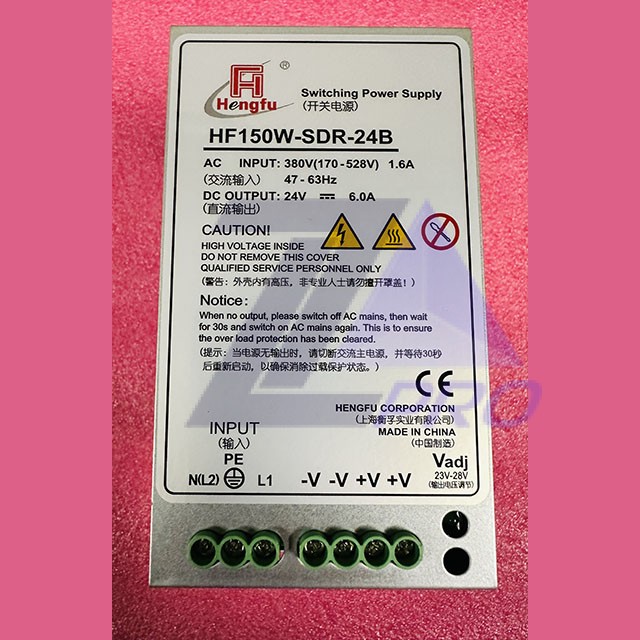 Hengfu ®
Switching Power Supply
(开关电源)
HF150W-SDR-24B
AC INPUT: 380V(170-528V) 1.6A
(交流输入) 47-63Hz
DC OUTPUT: 24V 6.0A
(直流输出)
CAUTION!
HIGH VOLTAGE INSIDE
DO NOT REMOVE THIS COVER
QUALIFIED SERVICE PERSONNEL ONLY
(警告：外壳内有高压，非专业人士请勿擅开罩盖！)
Notice:
When no output, please switch off AC mains, then wait
for 30s and switch on AC mains again. This is to ensure
the over load protection has been cleared.
(提示：当电源无输出时，请切断交流主电源，并等待30秒
后重新启动，以确保消除过载保护状态。)
CE
HENGFU CORPORATION
(上海衡孚实业有限公司)
MADE IN CHINA
(中国制造)
INPUT
(输入)
PE
N(L2) L1 -V -V +V +V
Vadj
23V-28V
(输出电压调节)
PRO